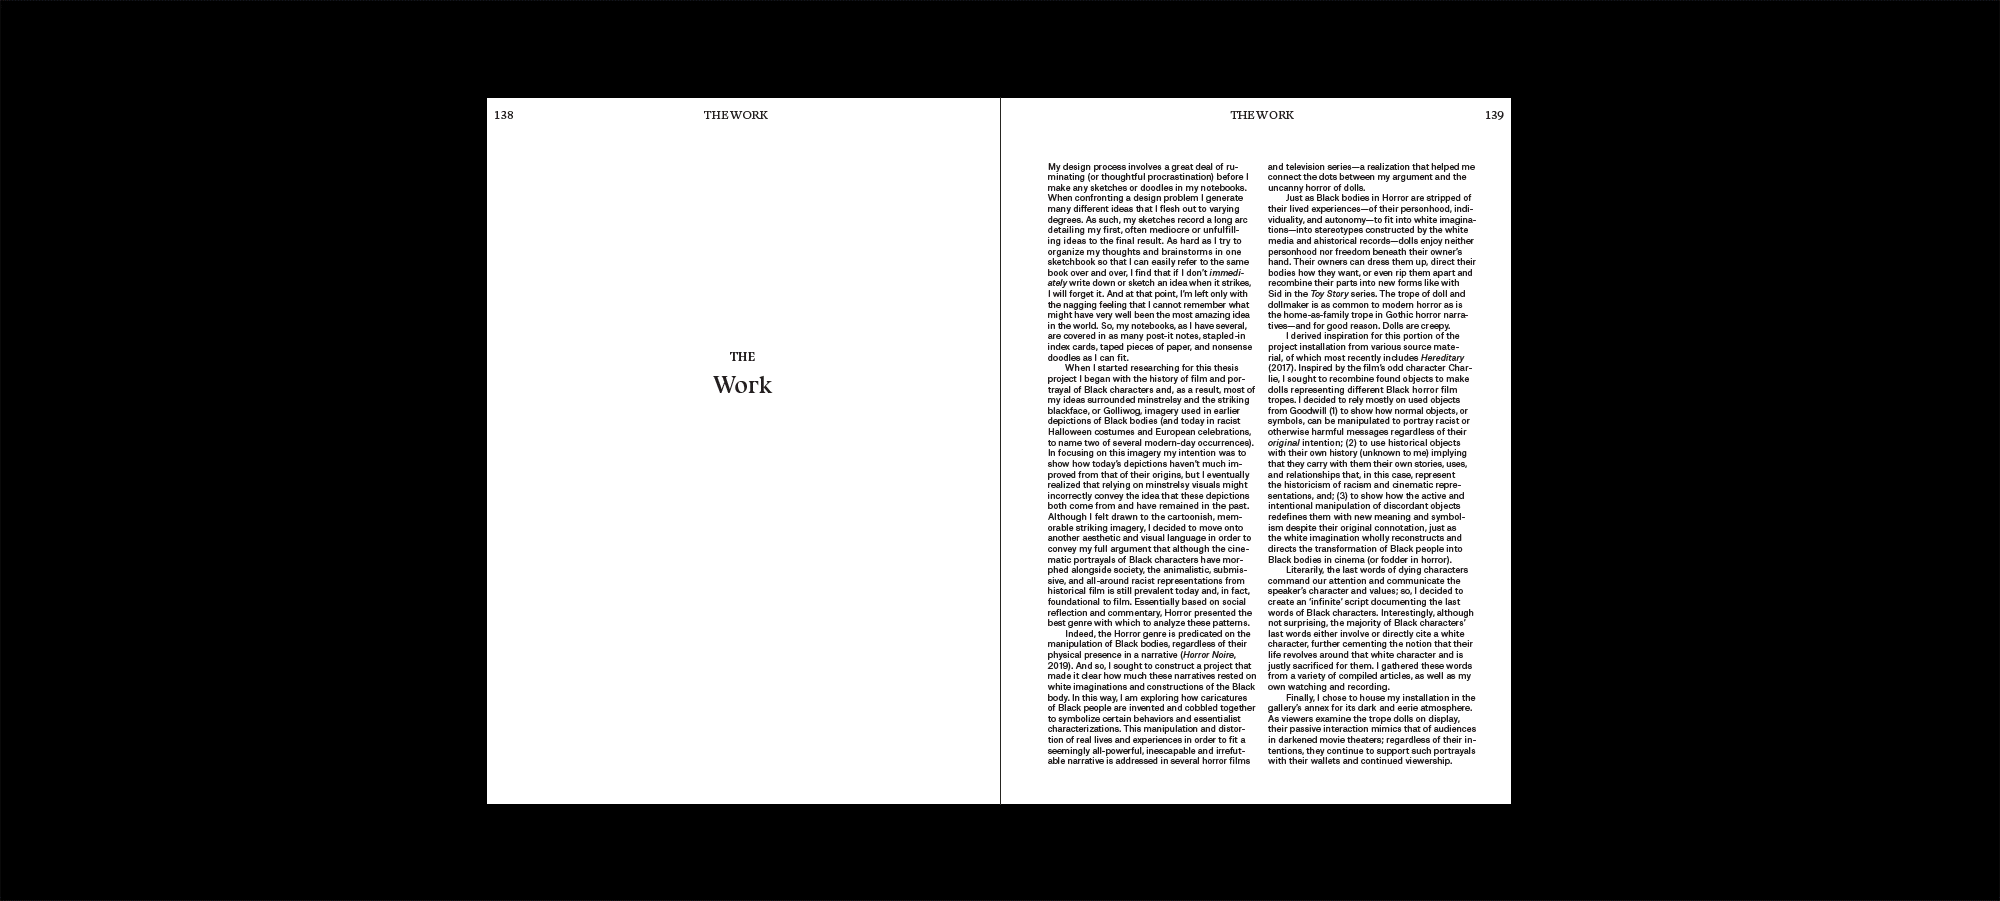 138
THE WORK
THE
Work
THE WORK
139
My design process involves a great deal of ru-
minating (or thoughtful procrastination) before I
make any sketches or doodles in my notebooks.
When confronting a design problem I generate
many different ideas that I flesh out to varying
degrees. As such, my sketches record a long arc
detailing my first, often mediocre or unfulfill-
ing ideas to the final result. As hard as I try to
organize my thoughts and brainstorms in one
sketchbook so that I can easily refer to the same
book over and over, I find that if I don't immedi-
ately write down or sketch an idea when it strikes,
I will forget it. And at that point, I'm left only with
the nagging feeling that I cannot remember what
might have very well been the most amazing idea
in the world. So, my notebooks, as I have several,
are covered in as many post-it notes, stapled-in
index cards, taped pieces of paper, and nonsense
doodles as I can fit.
When I started researching for this thesis
project I began with the history of film and por-
trayal of Black characters and, as a result, most of
my ideas surrounded minstrelsy and the striking
blackface, or Golliwog, imagery used in earlier
depictions of Black bodies (and today in racist
Halloween costumes and European celebrations,
to name two of several modern-day occurrences).
In focusing on this imagery my intention was to
show how today's depictions haven't much im-
proved from that of their origins, but I eventually
realized that relying on minstrelsy visuals might
incorrectly convey the idea that these depictions
both come from and have remained in the past.
Although I felt drawn to the cartoonish, mem-
orable striking imagery, I decided to move onto
another aesthetic and visual language in order to
convey my full argument that although the cine-
matic portrayals of Black characters have mor-
phed alongside society, the animalistic, submis-
sive, and all-around racist representations from
historical film is still prevalent today and, in fact,
foundational to film. Essentially based on social
reflection and commentary, Horror presented the
best genre with which to analyze these patterns.
Indeed, the Horror genre is predicated on the
manipulation of Black bodies, regardless of their
physical presence in a narrative (Horror Noire,
2019). And so, I sought to construct a project that
made it clear how much these narratives rested on
white imaginations and constructions of the Black
body. In this way, I am exploring how caricatures
of Black people are invented and cobbled together
to symbolize certain behaviors and essentialist
characterizations. This manipulation and distor-
tion of real lives and experiences in order to fit a
seemingly all-powerful, inescapable and irrefut-
able narrative is addressed in several horror films
and television series—a realization that helped me
connect the dots between my argument and the
uncanny horror of dolls.
Just as Black bodies in Horror are stripped of
their lived experiences—of their personhood, indi-
viduality, and autonomy—to fit into white imagina-
tions—into stereotypes constructed by the white
media and ahistorical records—dolls enjoy neither
personhood nor freedom beneath their owner's
hand. Their owners can dress them up, direct their
bodies how they want, or even rip them apart and
recombine their parts into new forms like with
Sid in the Toy Story series. The trope of doll and
dollmaker is as common to modern horror as is
the home-as-family trope in Gothic horror narra-
tives—and for good reason. Dolls are creepy.
I derived inspiration for this portion of the
project installation from various source mate-
rial, of which most recently includes Hereditary
(2017). Inspired by the film's odd character Char-
lie, I sought to recombine found objects to make
dolls representing different Black horror film
tropes. I decided to rely mostly on used objects
from Goodwill (1) to show how normal objects, or
symbols, can be manipulated to portray racist or
otherwise harmful messages regardless of their
original intention; (2) to use historical objects
with their own history (unknown to me) implying
that they carry with them their own stories, uses,
and relationships that, in this case, represent
the historicism of racism and cinematic repre-
sentations, and; (3) to show how the active and
intentional manipulation of discordant objects
redefines them with new meaning and symbol-
ism despite their original connotation, just as
the white imagination wholly reconstructs and
directs the transformation of Black people into
Black bodies in cinema (or fodder in horror).
Literarily, the last words of dying characters
command our attention and communicate the
speaker's character and values; so, I decided to
create an 'infinite' script documenting the last
words of Black characters. Interestingly, although
not surprising, the majority of Black characters'
last words either involve or directly cite a white
character, further cementing the notion that their
life revolves around that white character and is
justly sacrificed for them. I gathered these words
from a variety of compiled articles, as well as my
own watching and recording.
Finally, I chose to house my installation in the
gallery's annex for its dark and eerie atmosphere.
As viewers examine the trope dolls on display,
their passive interaction mimics that of audiences
in darkened movie theaters; regardless of their in-
tentions, they continue to support such portrayals
with their wallets and continued viewership.